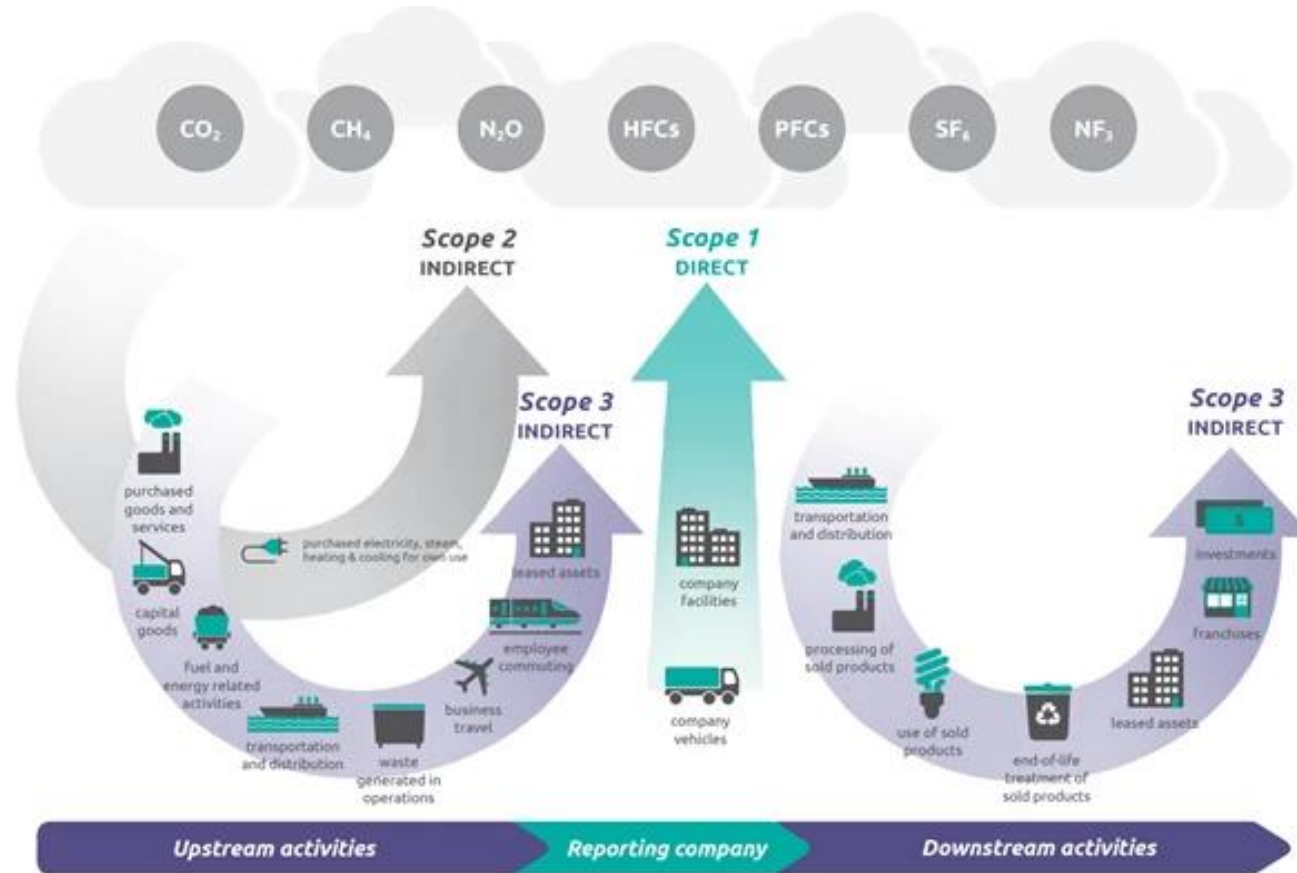 CO₂
CH₄
N₂O
HFCs
PFCs
SF₆
NF₃
Scope 2
INDIRECT
Scope 1
DIRECT
Scope 3
INDIRECT
Scope 3
INDIRECT
purchased
goods and
services
capital
goods
fuel and
energy related
activities
transportation
and distribution
waste
generated in
operations
business
travel
employee
commuting
leased assets
purchased electricity, steam,
heating & cooling for own use
company
facilities
company
vehicles
transportation
and distribution
processing of
sold products
use of sold
products
end-of-life
treatment of
sold products
leased assets
franchises
investments
Upstream activities
Reporting company
Downstream activities